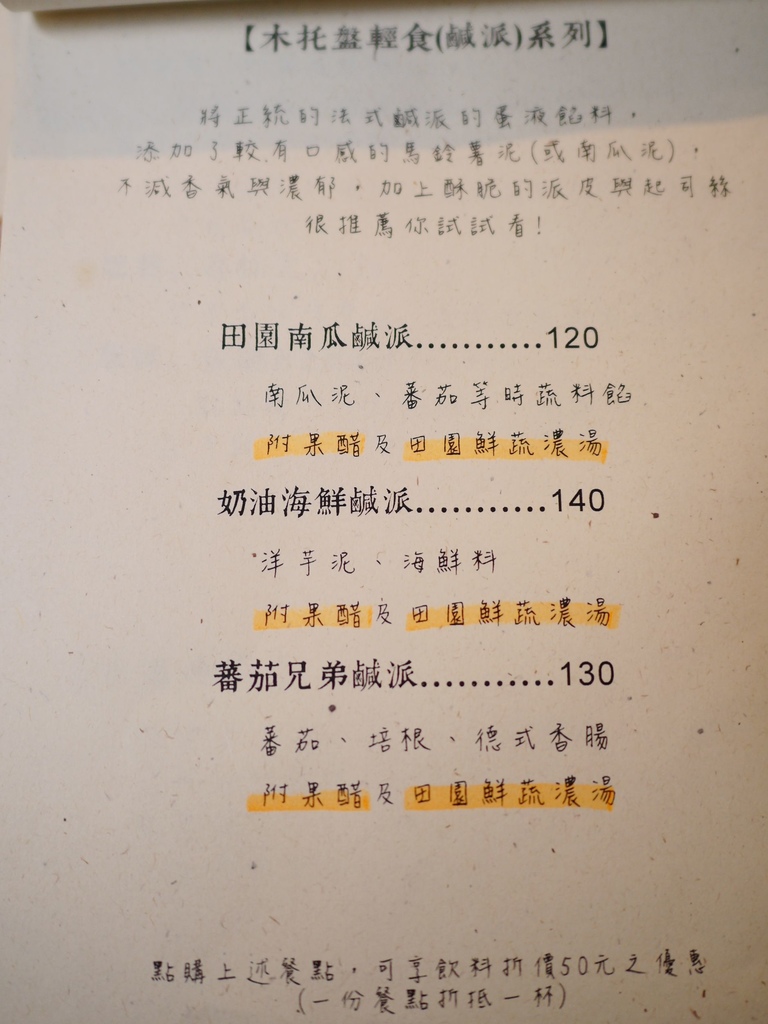 【木托盤輕食(鹹派)系列】
將正統的法式鹹派的蛋液餡料，
添加了較有口感的馬鈴薯泥(或南瓜泥)，
不減香氣與濃郁，加上酥脆的派皮與起司絲
很推薦你試試看！
田園南瓜鹹派...........120
南瓜泥、蕃茄等時蔬料餡
附果醋及田園鮮蔬濃湯
奶油海鮮鹹派...........140
洋芋泥、海鮮料
附果醋及田園鮮蔬濃湯
蕃茄兄弟鹹派...........130
蕃茄、培根、德式香腸
附果醋及田園鮮蔬濃湯
點購上述餐點，可享飲料折價50元之優惠
(一份餐點折抵一杯)